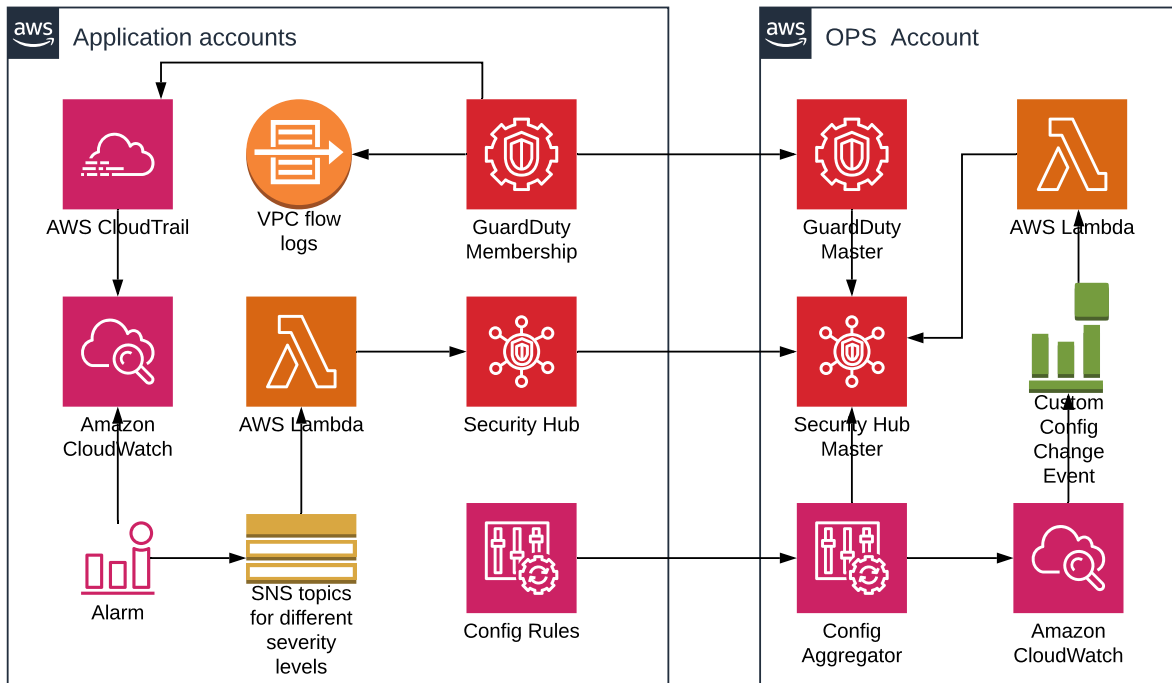 aws
Application accounts
aws
OPS Account
AWS CloudTrail
VPC flow
logs
GuardDuty
Membership
GuardDuty
Master
AWS Lambda
Amazon
CloudWatch
AWS Lambda
Security Hub
Security Hub
Master
Custom
Config
Change
Event
Alarm
SNS topics
for different
severity
levels
Config Rules
Config
Aggregator
Amazon
CloudWatch